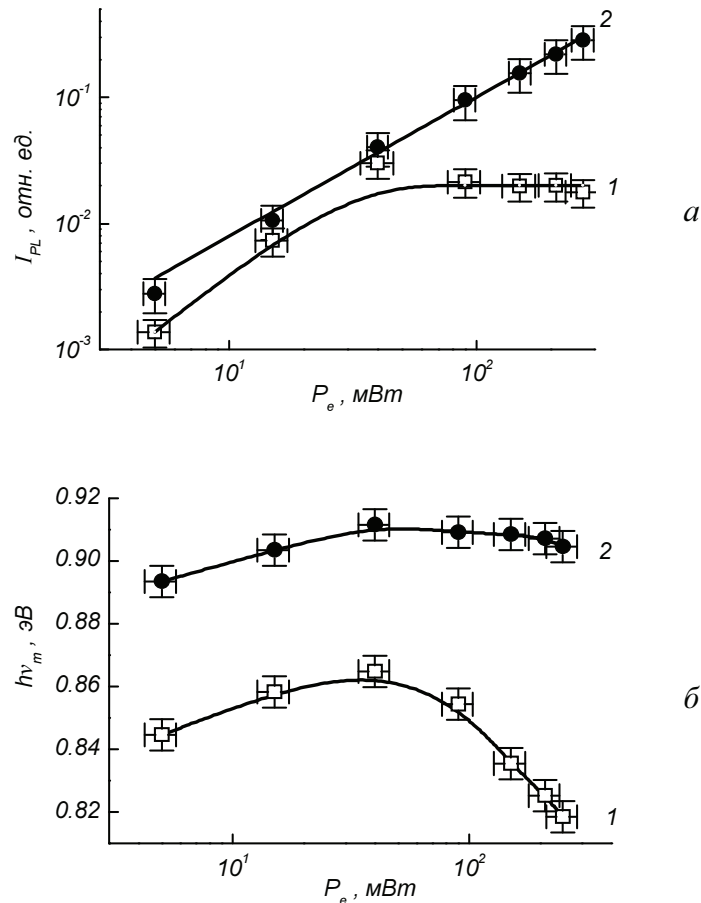 2
10⁻¹
1
10⁻²
10⁻³
I_PL , отн. ед.
а
10¹
10²
P_e , мВт
0.92
0.90
0.88
0.86
0.84
0.82
hν_m , эВ
2
1
б
10¹
10²
P_e , мВт